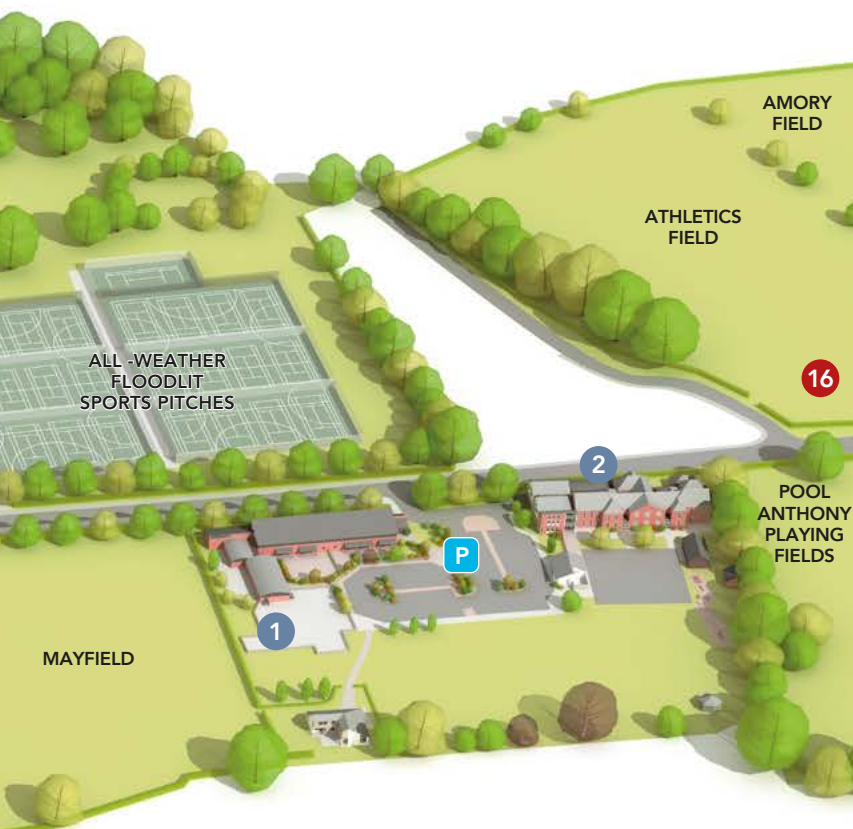 AMORY
FIELD
ATHLETICS
FIELD
ALL -WEATHER
FLOODLIT
SPORTS PITCHES
16
2
POOL
ANTHONY
PLAYING
FIELDS
P
1
MAYFIELD